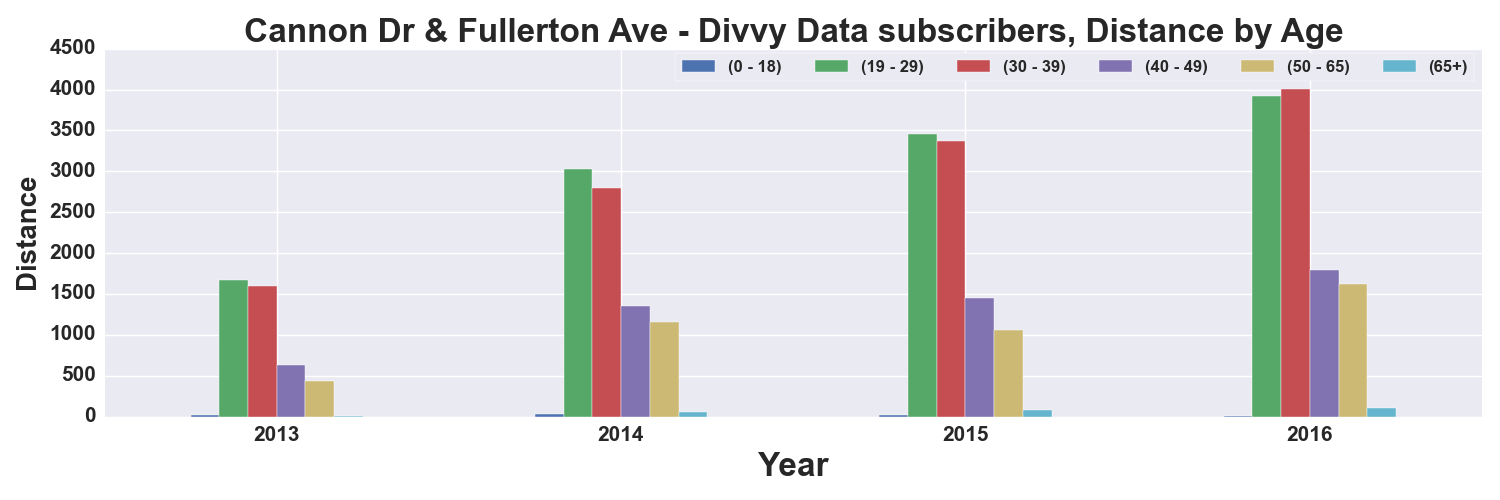 Cannon Dr & Fullerton Ave - Divvy Data subscribers, Distance by Age
(0 - 18) (19 - 29) (30 - 39) (40 - 49) (50 - 65) (65+)
4500
4000
3500
3000
2500
2000
1500
1000
500
0
Distance
2013 2014 2015 2016
Year